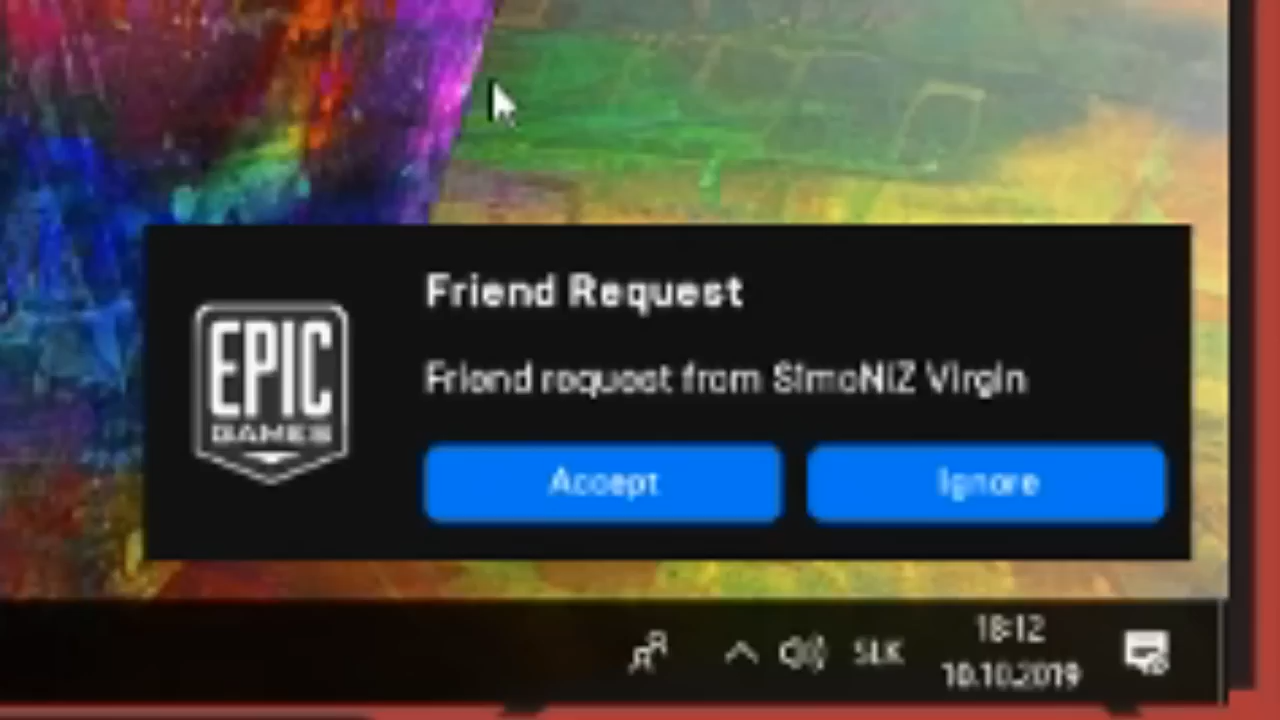 Friend Request
Friend request from SimoNiZ Virgin
EPIC
GAMES
Accept
Ignore
SLK
18:12
10.10.2019